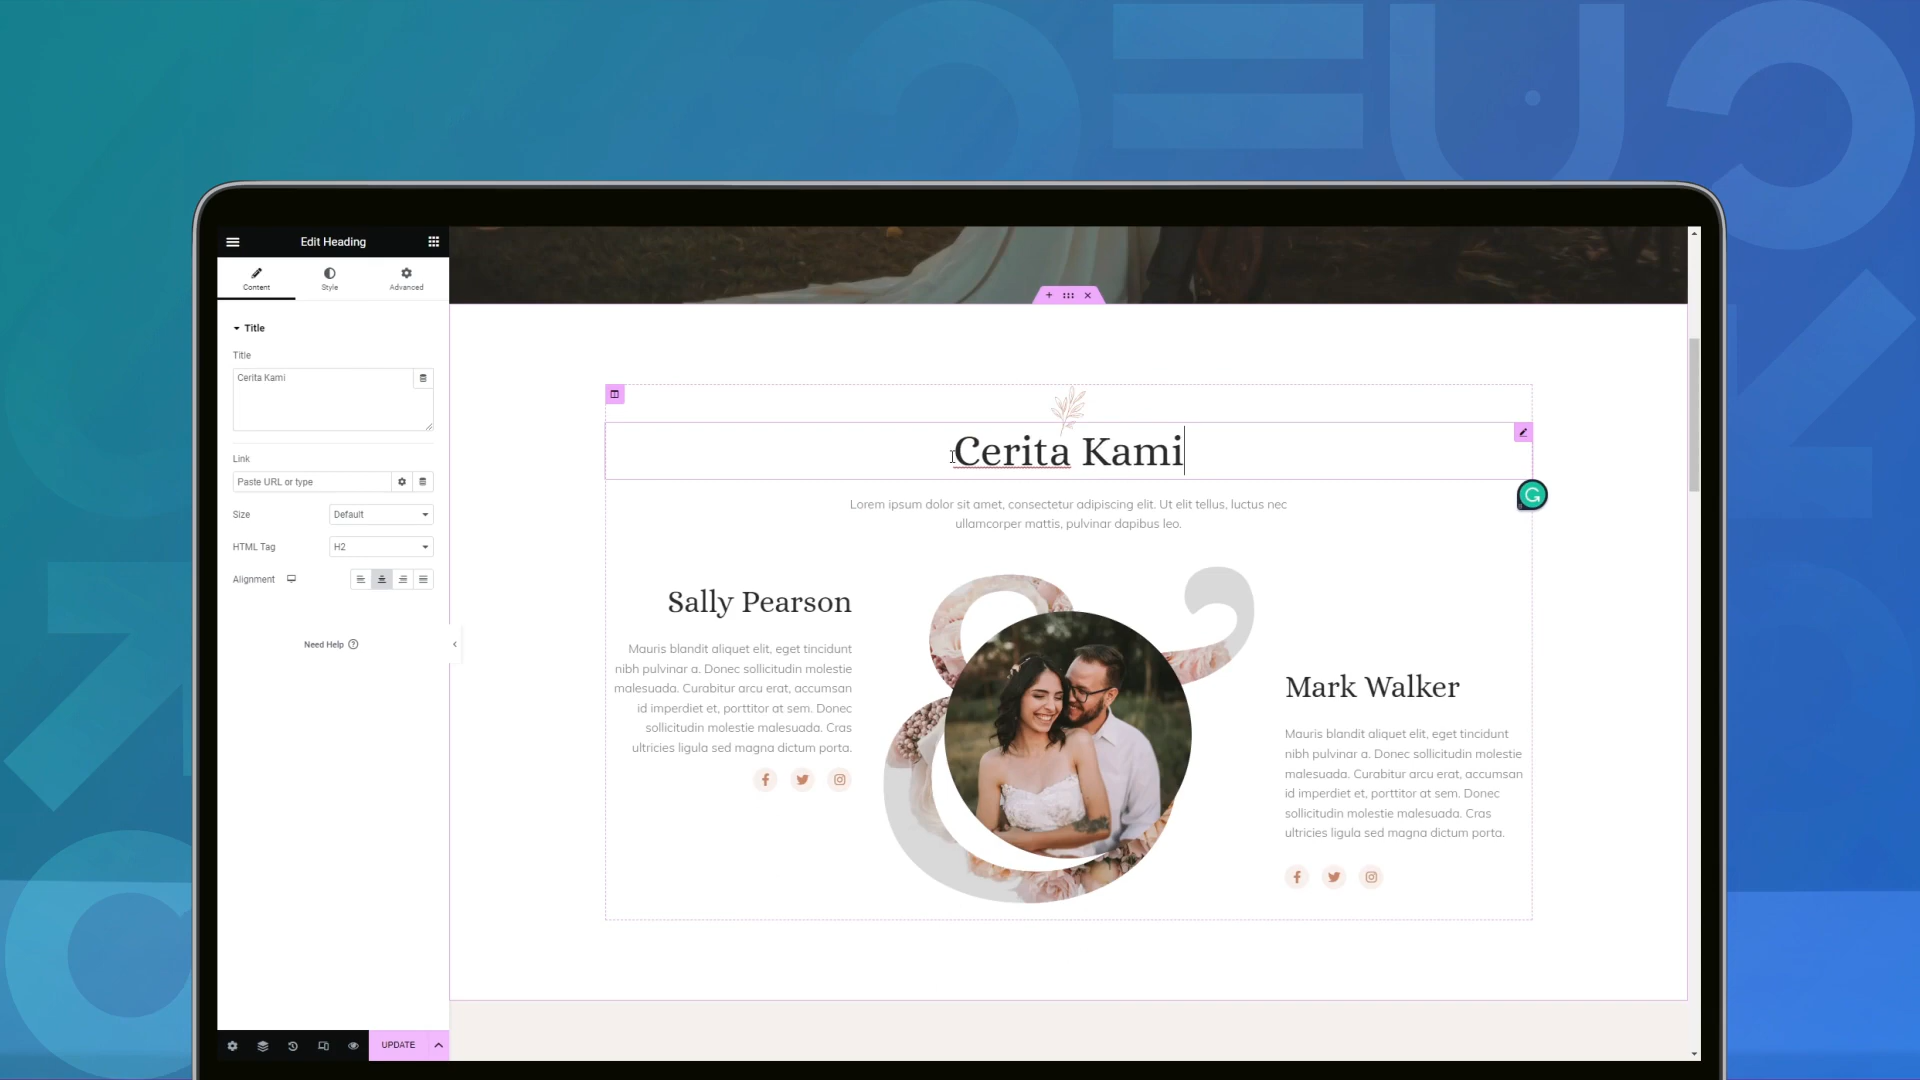 Edit Heading
Content
Style
Advanced
Title
Title
Cerita Kami
Link
Paste URL or type
Size
Default
HTML Tag
H2
Alignment
Need Help
UPDATE
Cerita Kami
Lorem ipsum dolor sit amet, consectetur adipiscing elit. Ut elit tellus, luctus nec
ullamcorper mattis, pulvinar dapibus leo.
Sally Pearson
Mauris blandit aliquet elit, eget tincidunt
nibh pulvinar a. Donec sollicitudin molestie
malesuada. Curabitur arcu erat, accumsan
id imperdiet et, porttitor at sem. Donec
sollicitudin molestie malesuada. Cras
ultricies ligula sed magna dictum porta.
&
Mark Walker
Mauris blandit aliquet elit, eget tincidunt
nibh pulvinar a. Donec sollicitudin molestie
malesuada. Curabitur arcu erat, accumsan
id imperdiet et, porttitor at sem. Donec
sollicitudin molestie malesuada. Cras
ultricies ligula sed magna dictum porta.